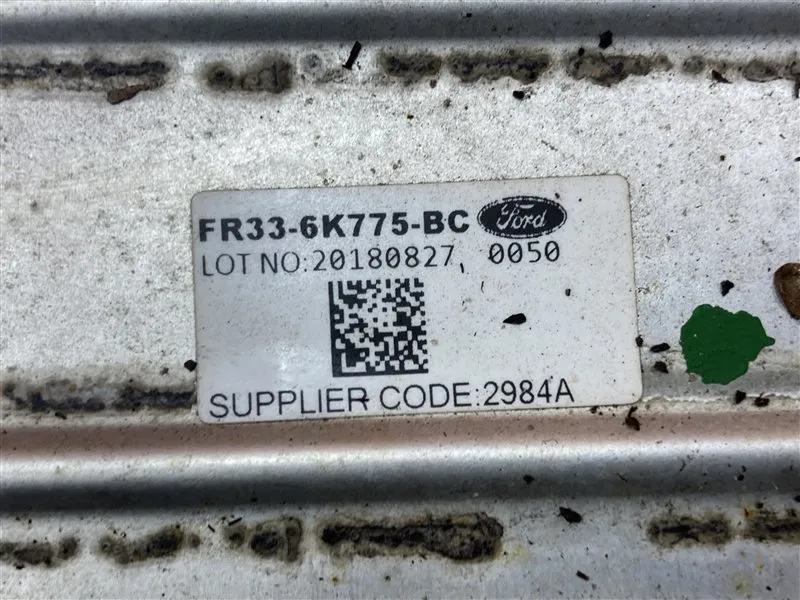 FR33-6K775-BC Ford
LOT NO:20180827, 0050
SUPPLIER CODE:2984A